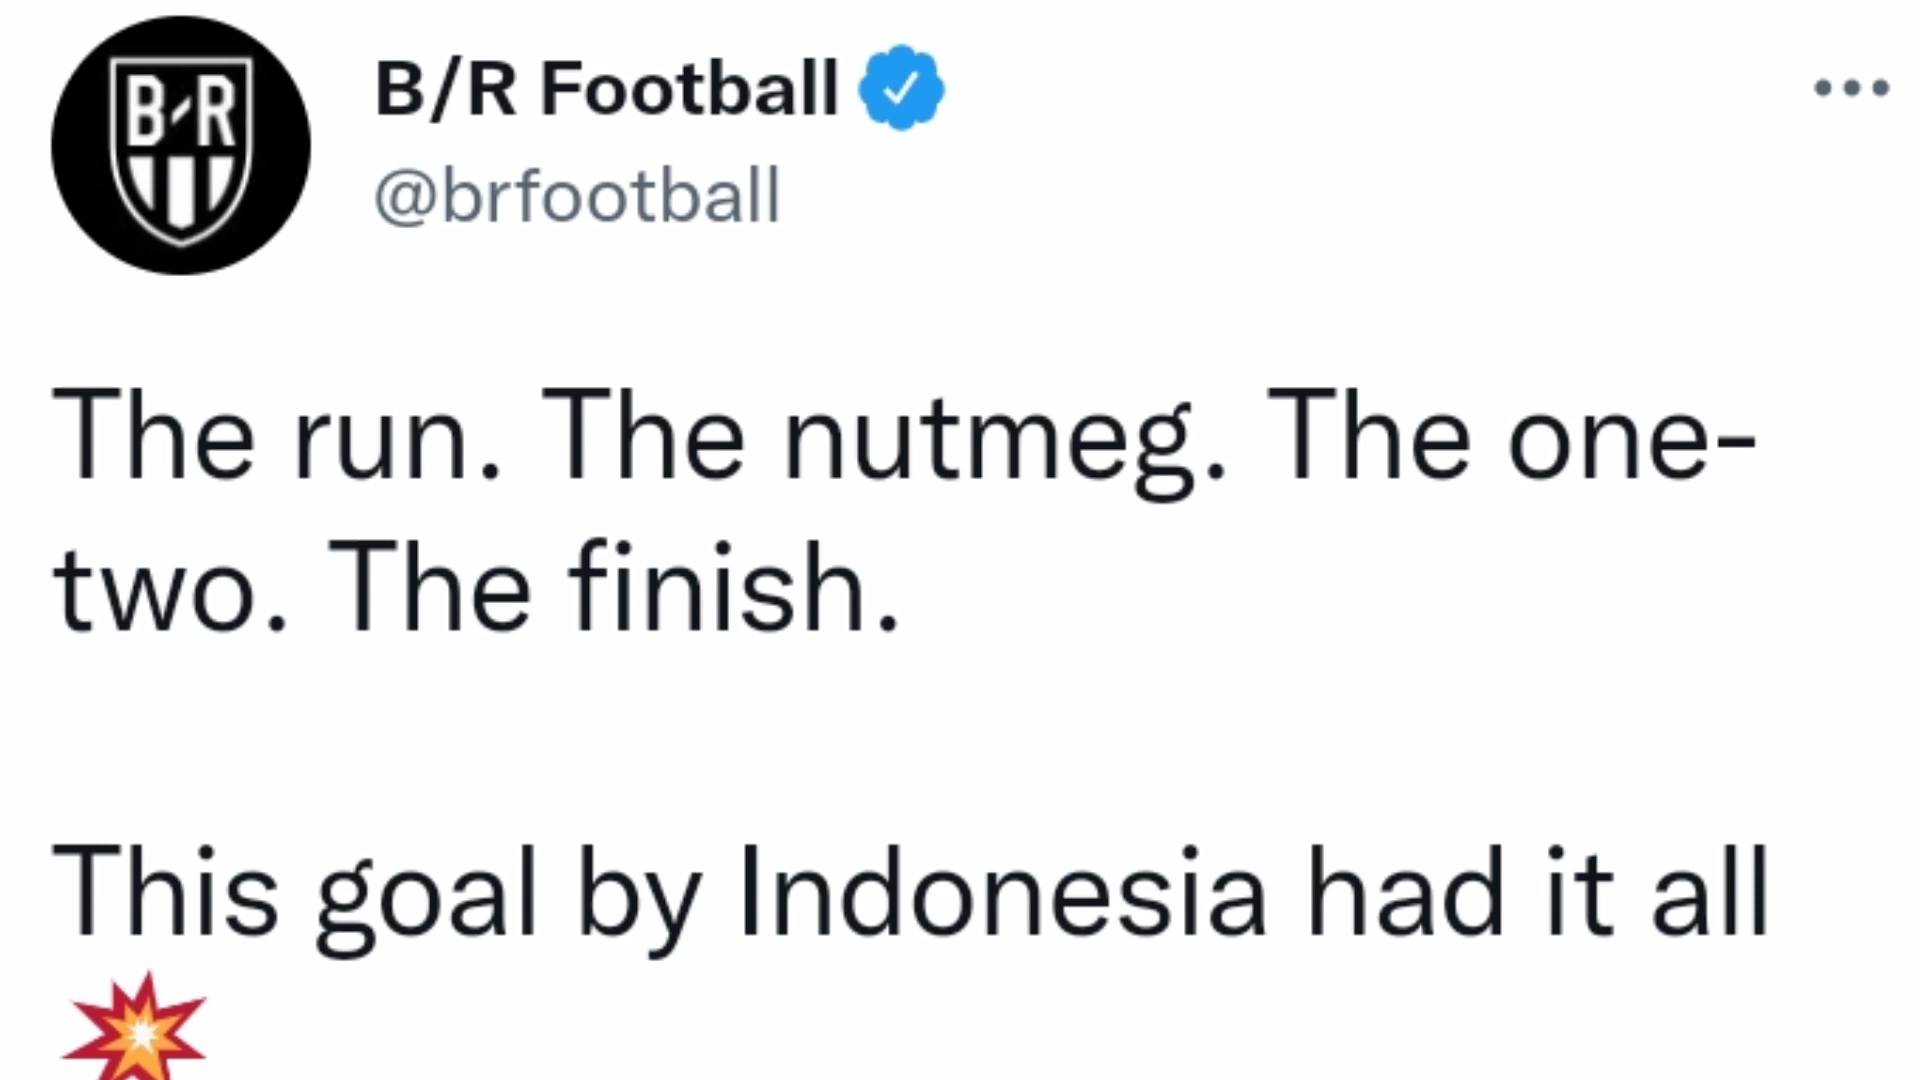 B/R
B/R Football
@brfootball
The run. The nutmeg. The one-
two. The finish.
This goal by Indonesia had it all